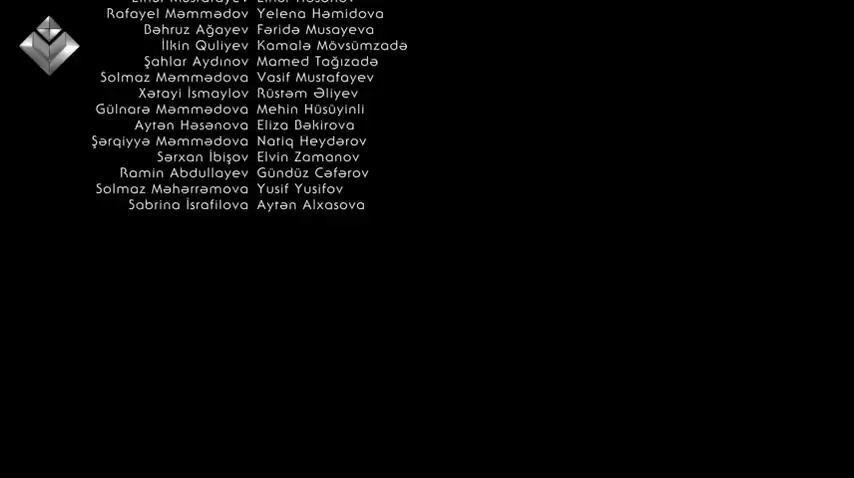 Rafayel Məmmədov Yelena Həmidova
Bəhruz Ağayev Fəridə Musayeva
İlkin Quliyev Kamalə Mövsümzadə
Şahlar Aydınov Mamed Tağızadə
Solmaz Məmmədova Vasif Mustafayev
Xətayi İsmaylov Rüstəm Əliyev
Gülnarə Məmmədova Mehin Hüsüyinli
Aytən Həsənova Eliza Bəkirova
Şərqiyyə Məmmədova Natiq Heydərov
Sərxan İbişov Elvin Zamanov
Ramin Abdullayev Gündüz Cəfərov
Solmaz Məhərrəmova Yusif Yusifov
Sabrina İsrafilova Aytən Alxasova